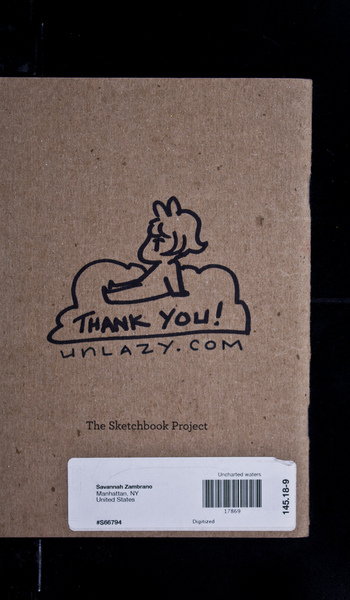 THANK YOU!
UNLAZY.COM
The Sketchbook Project
Uncharted waters
Savannah Zambrano
Manhattan, NY
United States
17869
145.18-9
#S66794
Digitized